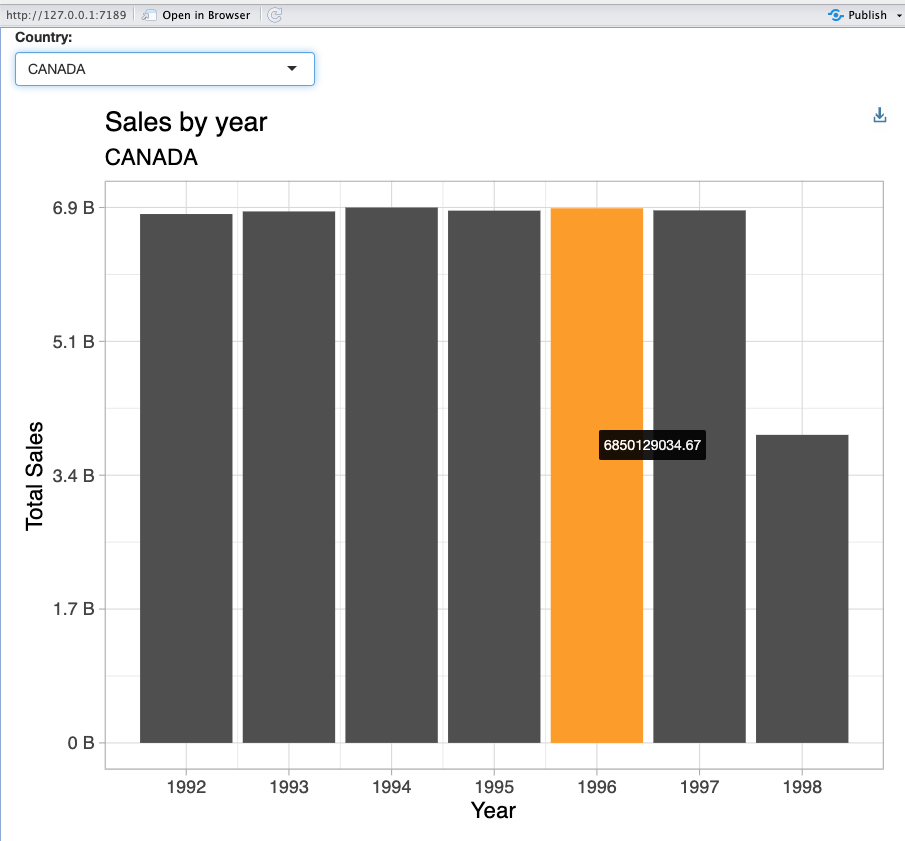 http://127.0.0.1:7189 Open in Browser Publish
Country:
CANADA
Sales by year
CANADA
6.9 B
5.1 B
3.4 B
1.7 B
0 B
Total Sales
6850129034.67
1992 1993 1994 1995 1996 1997 1998
Year